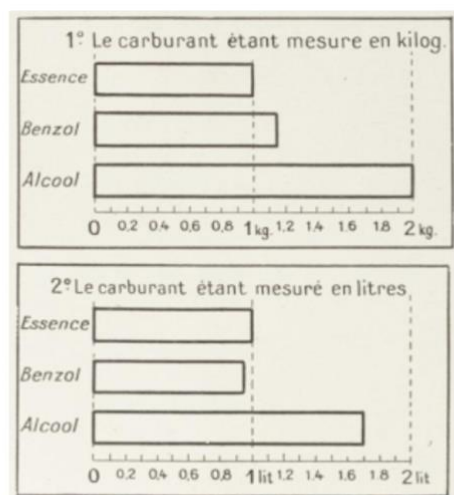 1° Le carburant étant mesure en kilog.
Essence
Benzol
Alcool
0 0,2 0,4 0,6 0,8 1 kg. 1.2 1.4 1.6 1.8 2 kg.
2° Le carburant étant mesuré en litres
Essence
Benzol
Alcool
0 0,2 0,4 0,6 0,8 1 lit 1.2 1.4 1.6 1.8 2 lit